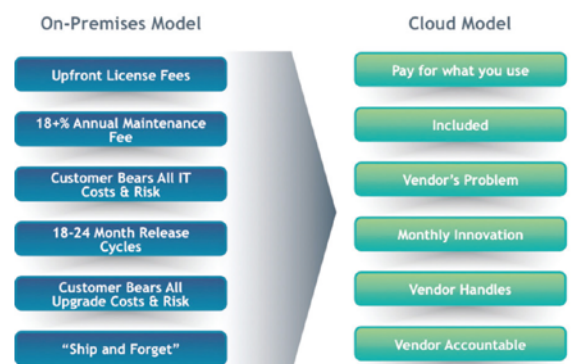 On-Premises Model
Cloud Model
Upfront License Fees
Pay for what you use
18+% Annual Maintenance
Fee
Included
Customer Bears All IT
Costs & Risk
Vendor's Problem
18-24 Month Release
Cycles
Monthly Innovation
Customer Bears All
Upgrade Costs & Risk
Vendor Handles
“Ship and Forget”
Vendor Accountable